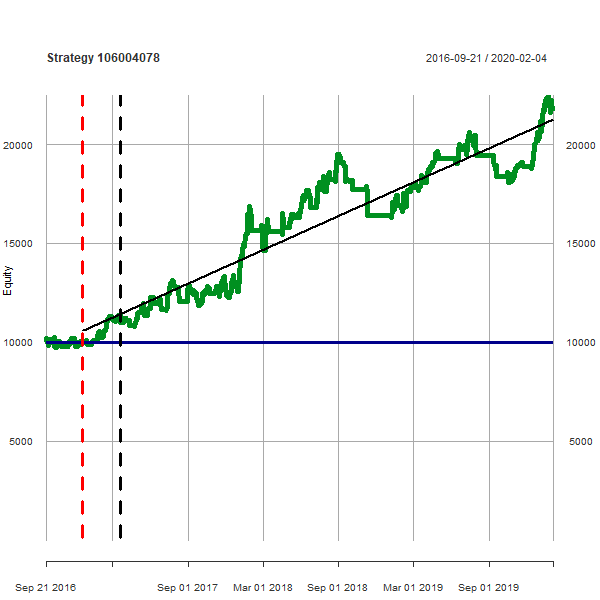 Strategy 106004078 2016-09-21 / 2020-02-04
20000 20000
15000 15000
Equity
10000 10000
5000 5000
Sep 21 2016 Sep 01 2017 Mar 01 2018 Sep 01 2018 Mar 01 2019 Sep 01 2019